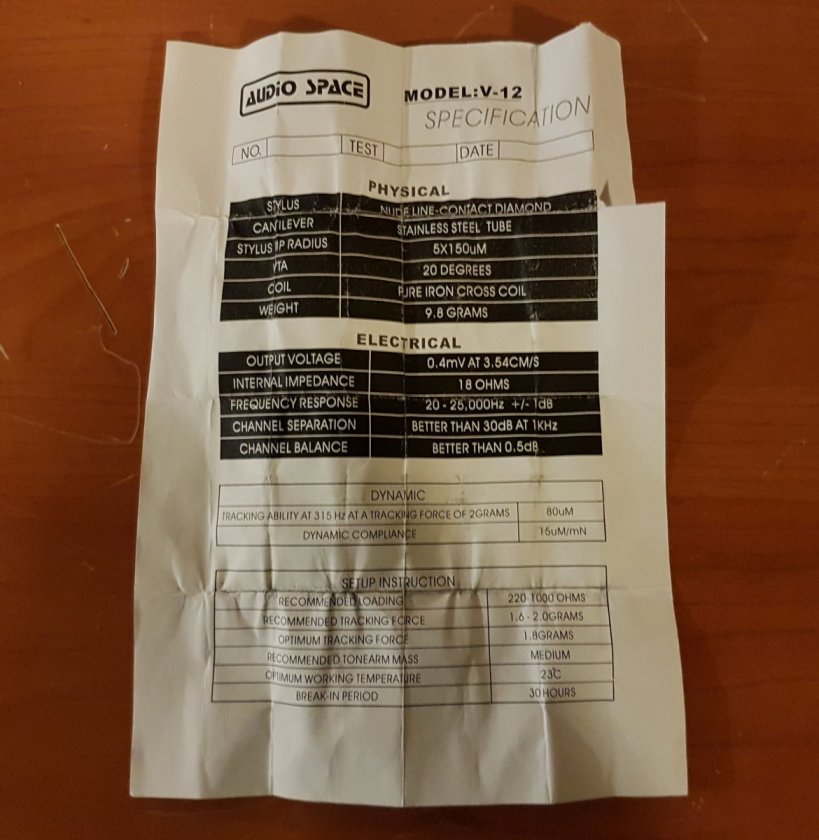 AUDIO SPACE
MODEL:V-12
SPECIFICATION
NO. TEST DATE
PHYSICAL
STYLUS NUDE LINE-CONTACT DIAMOND
CANTILEVER STAINLESS STEEL TUBE
STYLUS TIP RADIUS 5X150uM
VTA 20 DEGREES
COIL PURE IRON CROSS COIL
WEIGHT 9.8 GRAMS
ELECTRICAL
OUTPUT VOLTAGE 0.4mV AT 3.54CM/S
INTERNAL IMPEDANCE 18 OHMS
FREQUENCY RESPONSE 20 - 25,000Hz +/- 1dB
CHANNEL SEPARATION BETTER THAN 30dB AT 1KHz
CHANNEL BALANCE BETTER THAN 0.5dB
DYNAMIC
TRACKING ABILITY AT 315 Hz AT A TRACKING FORCE OF 2GRAMS 80uM
DYNAMIC COMPLIANCE 15uM/mN
SETUP INSTRUCTION
RECOMMENDED LOADING 220-1000 OHMS
RECOMMENDED TRACKING FORCE 1.6 - 2.0GRAMS
OPTIMUM TRACKING FORCE 1.8GRAMS
RECOMMENDED TONEARM MASS MEDIUM
OPTIMUM WORKING TEMPERATURE 23℃
BREAK-IN PERIOD 30 HOURS